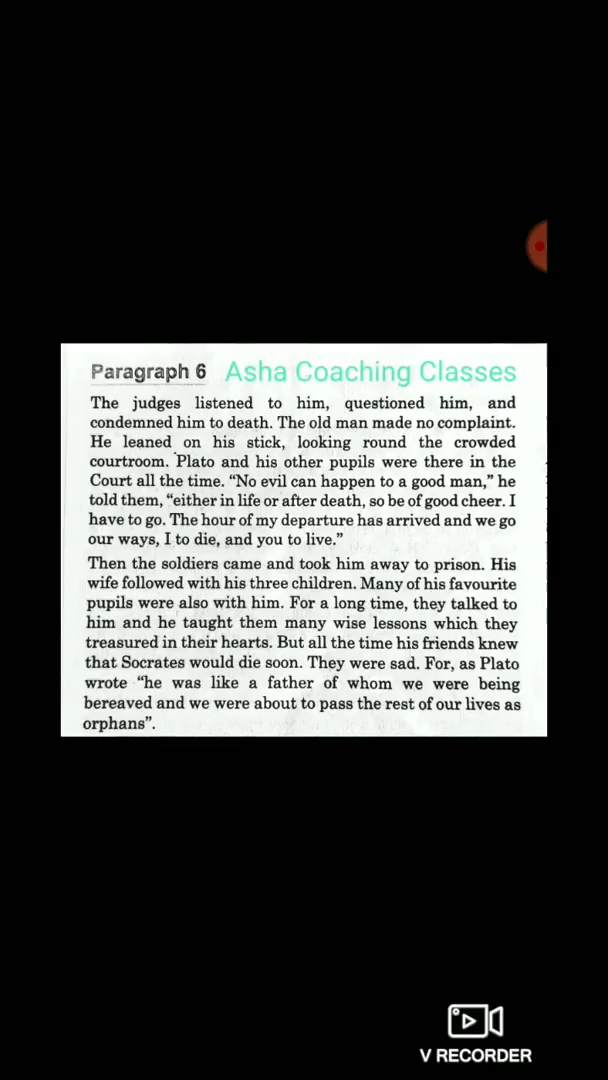 Paragraph 6 Asha Coaching Classes
The judges listened to him, questioned him, and
condemned him to death. The old man made no complaint.
He leaned on his stick, looking round the crowded
courtroom. Plato and his other pupils were there in the
Court all the time. “No evil can happen to a good man,” he
told them, “either in life or after death, so be of good cheer. I
have to go. The hour of my departure has arrived and we go
our ways, I to die, and you to live.”
Then the soldiers came and took him away to prison. His
wife followed with his three children. Many of his favourite
pupils were also with him. For a long time, they talked to
him and he taught them many wise lessons which they
treasured in their hearts. But all the time his friends knew
that Socrates would die soon. They were sad. For, as Plato
wrote “he was like a father of whom we were being
bereaved and we were about to pass the rest of our lives as
orphans”.
V RECORDER